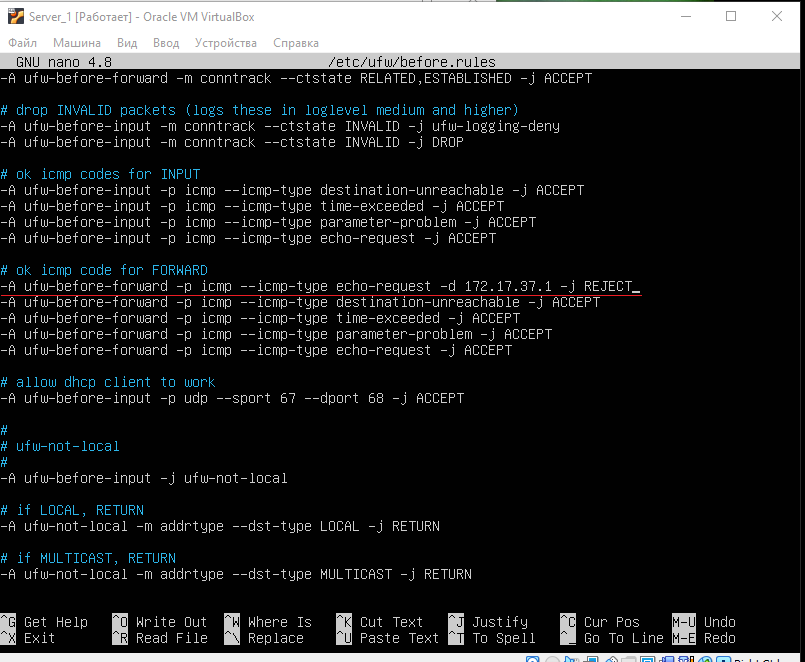 Server_1 [Работает] - Oracle VM VirtualBox
Файл Машина Вид Ввод Устройства Справка
GNU nano 4.8 /etc/ufw/before.rules
-A ufw-before-forward -m conntrack --ctstate RELATED,ESTABLISHED -j ACCEPT
# drop INVALID packets (logs these in loglevel medium and higher)
-A ufw-before-input -m conntrack --ctstate INVALID -j ufw-logging-deny
-A ufw-before-input -m conntrack --ctstate INVALID -j DROP
# ok icmp codes for INPUT
-A ufw-before-input -p icmp --icmp-type destination-unreachable -j ACCEPT
-A ufw-before-input -p icmp --icmp-type time-exceeded -j ACCEPT
-A ufw-before-input -p icmp --icmp-type parameter-problem -j ACCEPT
-A ufw-before-input -p icmp --icmp-type echo-request -j ACCEPT
# ok icmp code for FORWARD
-A ufw-before-forward -p icmp --icmp-type echo-request -d 172.17.37.1 -j REJECT_
-A ufw-before-forward -p icmp --icmp-type destination-unreachable -j ACCEPT
-A ufw-before-forward -p icmp --icmp-type time-exceeded -j ACCEPT
-A ufw-before-forward -p icmp --icmp-type parameter-problem -j ACCEPT
-A ufw-before-forward -p icmp --icmp-type echo-request -j ACCEPT
# allow dhcp client to work
-A ufw-before-input -p udp --sport 67 --dport 68 -j ACCEPT
#
# ufw-not-local
#
-A ufw-before-input -j ufw-not-local
# if LOCAL, RETURN
-A ufw-not-local -m addrtype --dst-type LOCAL -j RETURN
# if MULTICAST, RETURN
-A ufw-not-local -m addrtype --dst-type MULTICAST -j RETURN
^G Get Help ^O Write Out ^W Where Is ^K Cut Text ^J Justify ^C Cur Pos M-U Undo
^X Exit ^R Read File ^\ Replace ^U Paste Text ^T To Spell ^_ Go To Line M-E Redo